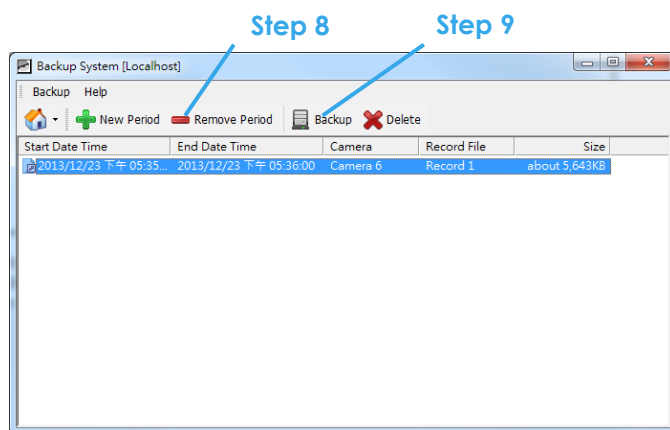 Step 8 Step 9
Backup System [Localhost]
Backup Help
New Period Remove Period Backup Delete
Start Date Time End Date Time Camera Record File Size
2013/12/23 下午 05:35... 2013/12/23 下午 05:36:00 Camera 6 Record 1 about 5,643KB